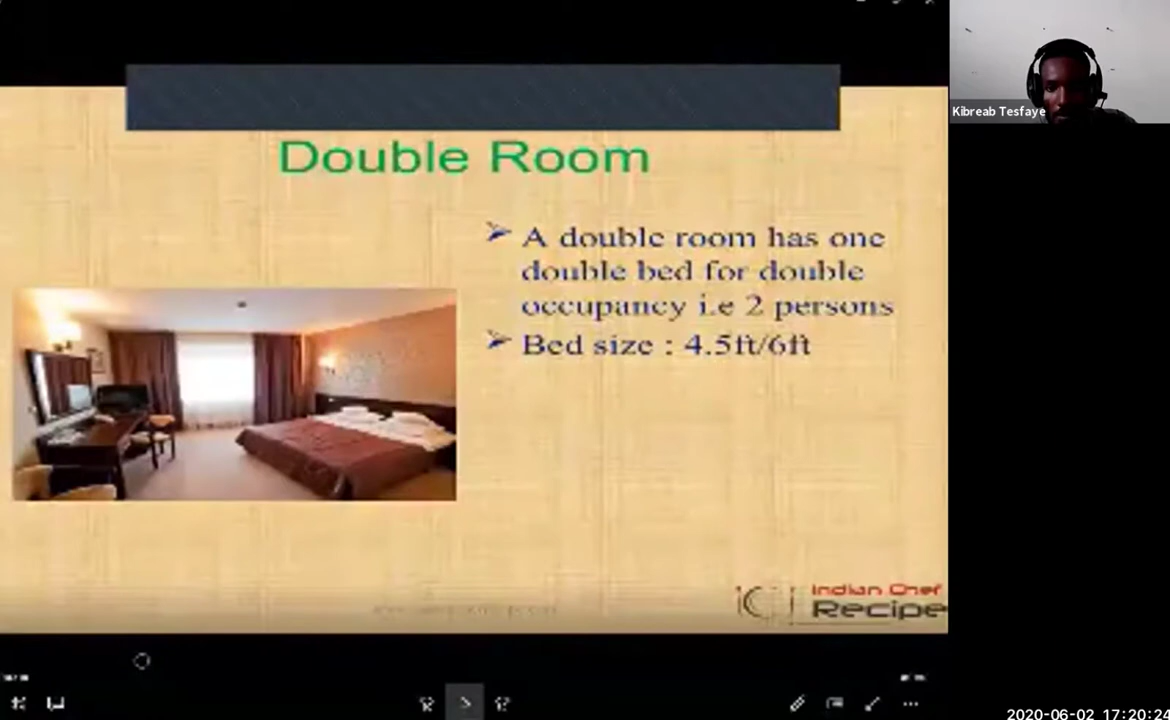 Kibreab Tesfaye
Double Room
A double room has one
double bed for double
occupancy i.e 2 persons
Bed size : 4.5ft/6ft
Indian Chef
Recipe
2020-06-02 17:20:24